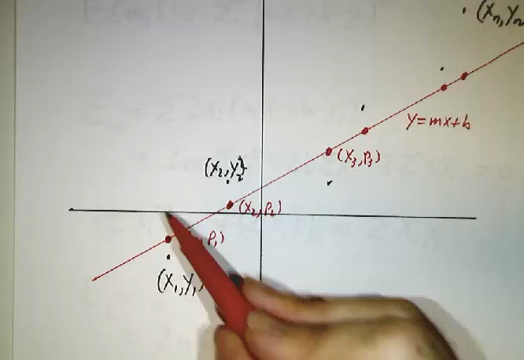 (Xn, Yn
Y=mx+b
(X3, P3)
(X2, Y2)
(X2, P2)
, P1)
(X1, Y1